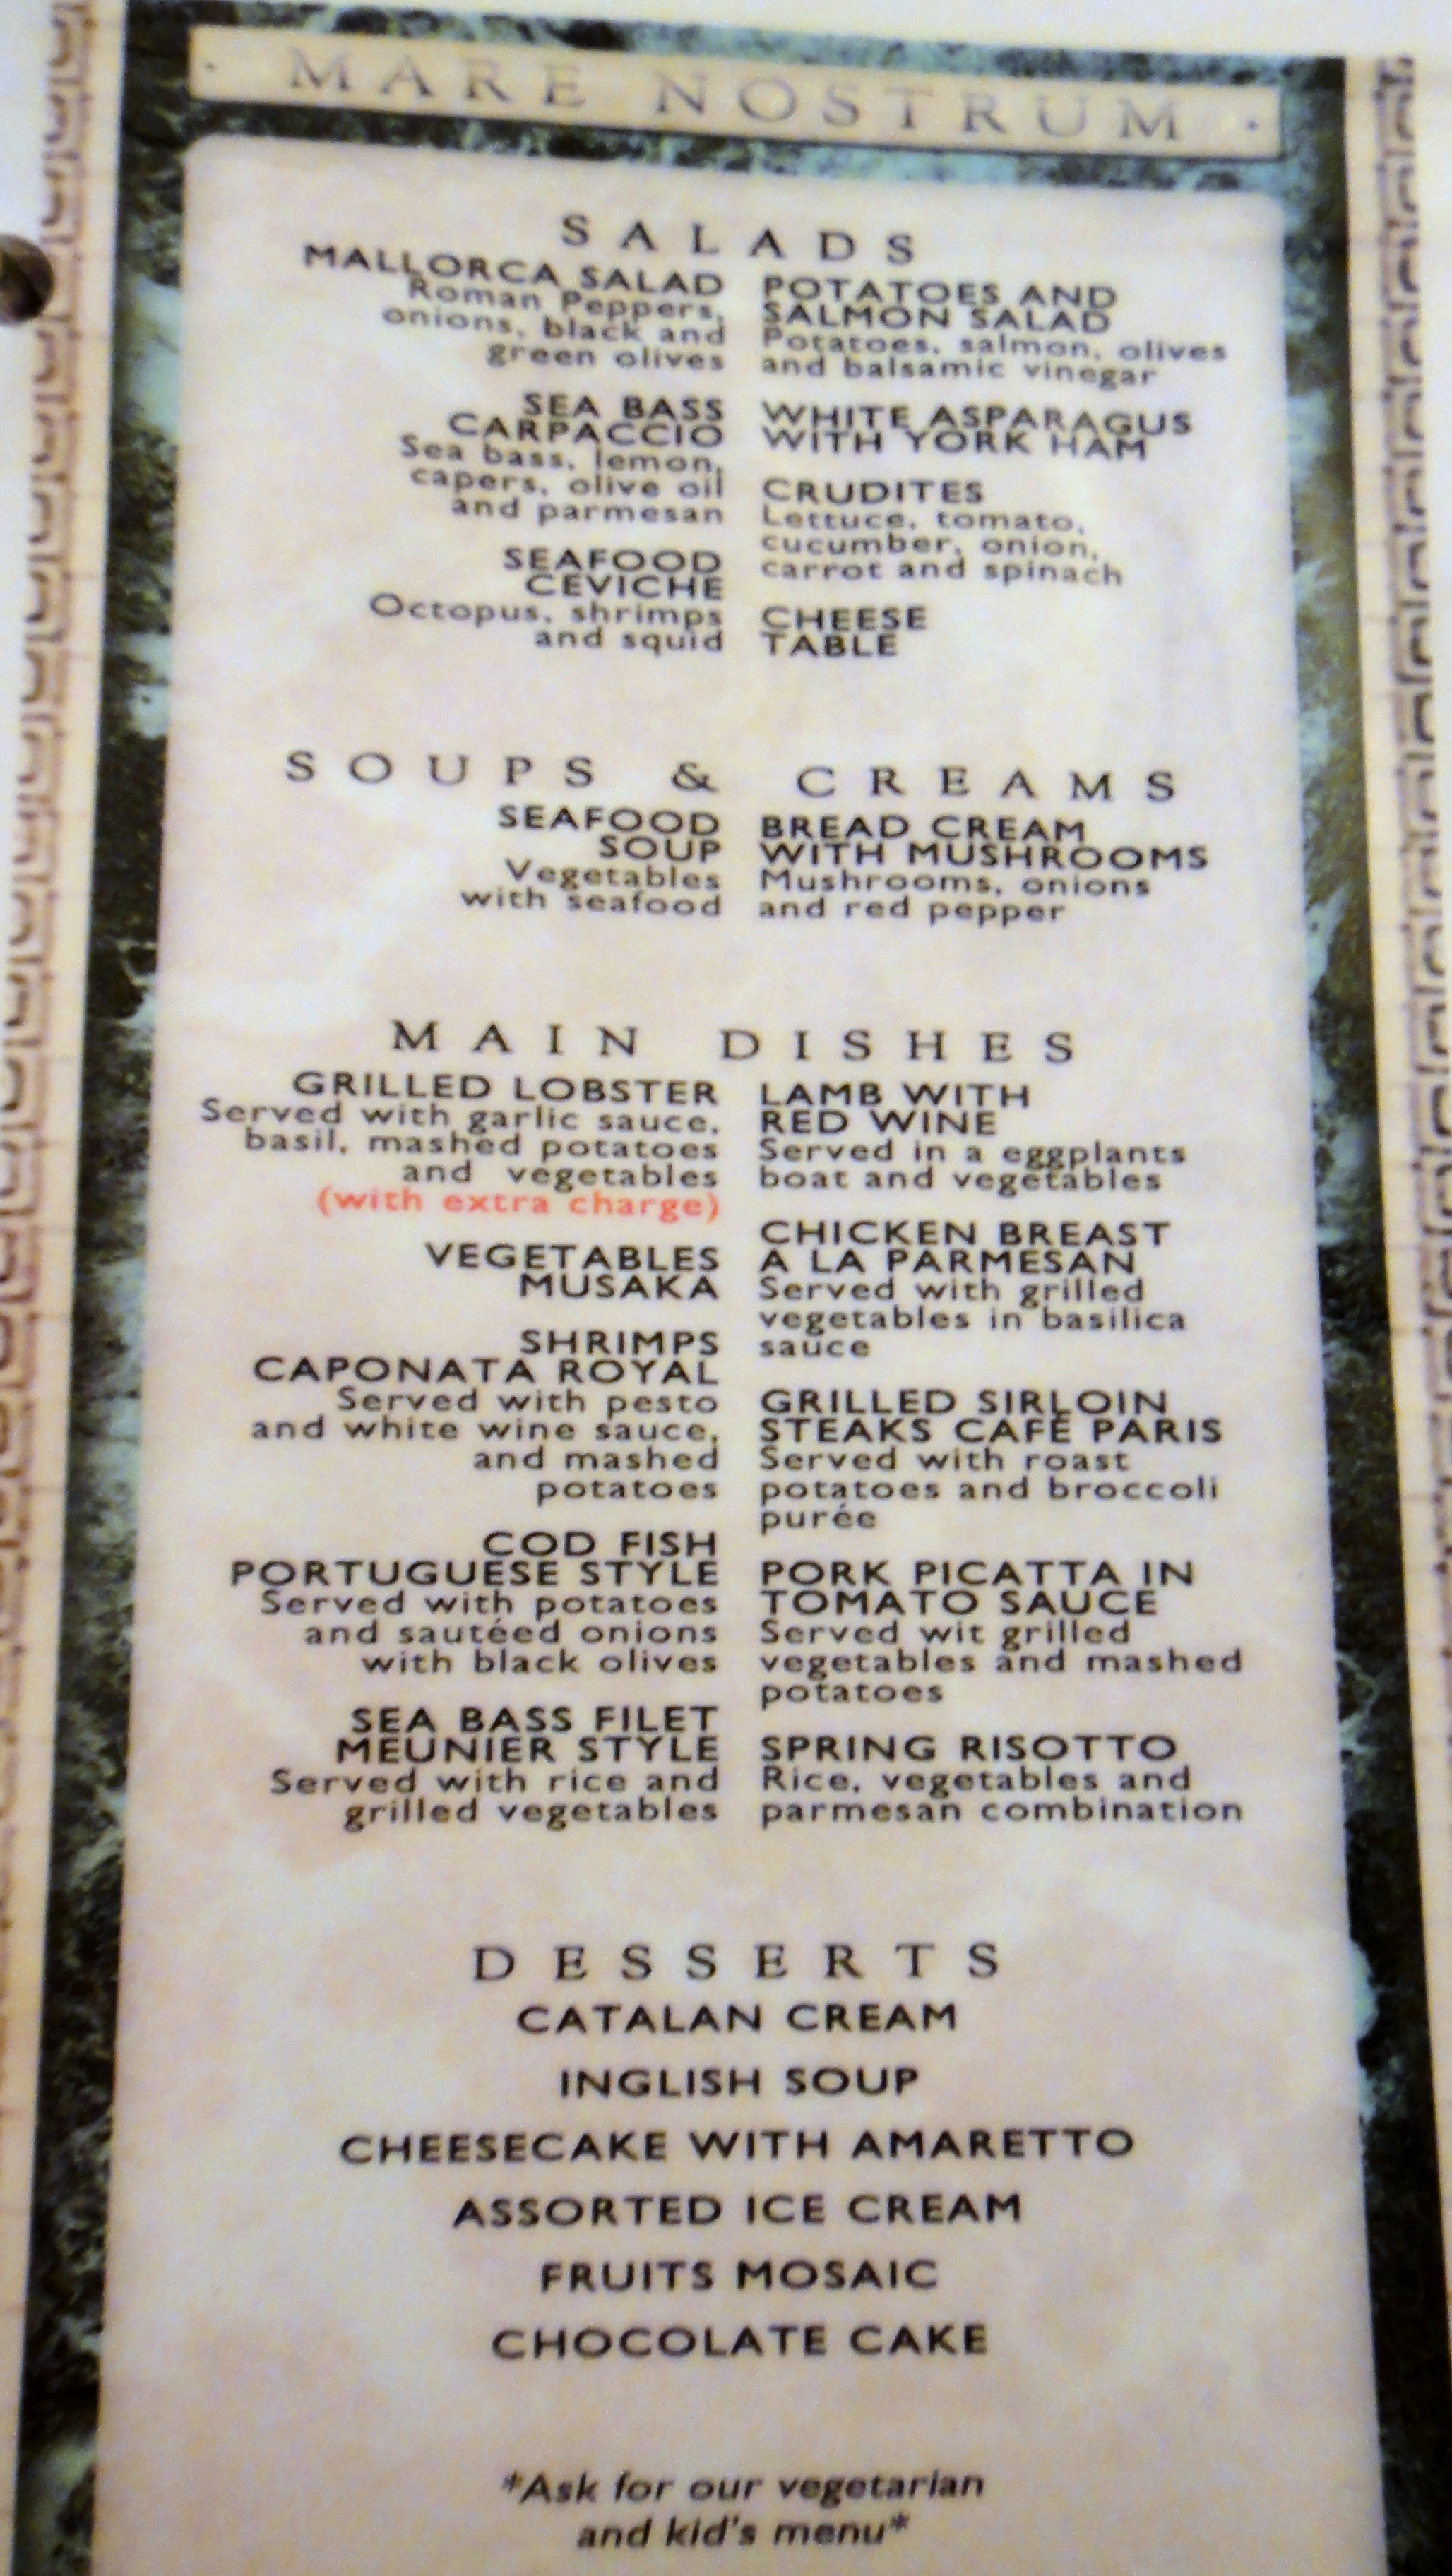 · MARE NOSTRUM ·
SALADS
MALLORCA SALAD
Roman Peppers,
onions, black and
green olives
SEA BASS
CARPACCIO
Sea bass, lemon,
capers, olive oil
and parmesan
SEAFOOD
CEVICHE
Octopus, shrimps
and squid
POTATOES AND
SALMON SALAD
Potatoes, salmon, olives
and balsamic vinegar
WHITE ASPARAGUS
WITH YORK HAM
CRUDITES
Lettuce, tomato,
cucumber, onion,
carrot and spinach
CHEESE
TABLE
SOUPS & CREAMS
SEAFOOD
SOUP
Vegetables
with seafood
BREAD CREAM
WITH MUSHROOMS
Mushrooms, onions
and red pepper
MAIN DISHES
GRILLED LOBSTER
Served with garlic sauce,
basil, mashed potatoes
and vegetables
(with extra charge)
VEGETABLES
MUSAKA
SHRIMPS
CAPONATA ROYAL
Served with pesto
and white wine sauce,
and mashed
potatoes
COD FISH
PORTUGUESE STYLE
Served with potatoes
and sautéed onions
with black olives
SEA BASS FILET
MEUNIER STYLE
Served with rice and
grilled vegetables
LAMB WITH
RED WINE
Served in a eggplants
boat and vegetables
CHICKEN BREAST
A LA PARMESAN
Served with grilled
vegetables in basilica
sauce
GRILLED SIRLOIN
STEAKS CAFÉ PARIS
Served with roast
potatoes and broccoli
purée
PORK PICATTA IN
TOMATO SAUCE
Served wit grilled
vegetables and mashed
potatoes
SPRING RISOTTO
Rice, vegetables and
parmesan combination
DESSERTS
CATALAN CREAM
INGLISH SOUP
CHEESECAKE WITH AMARETTO
ASSORTED ICE CREAM
FRUITS MOSAIC
CHOCOLATE CAKE
*Ask for our vegetarian
and kid's menu*